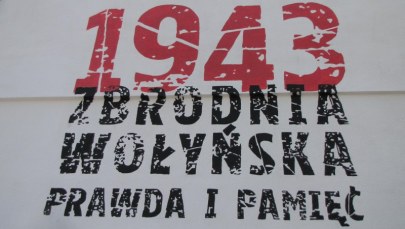 1943
ZBRODNIA
WOŁYŃSKA
PRAWDA I PAMIĘĆ